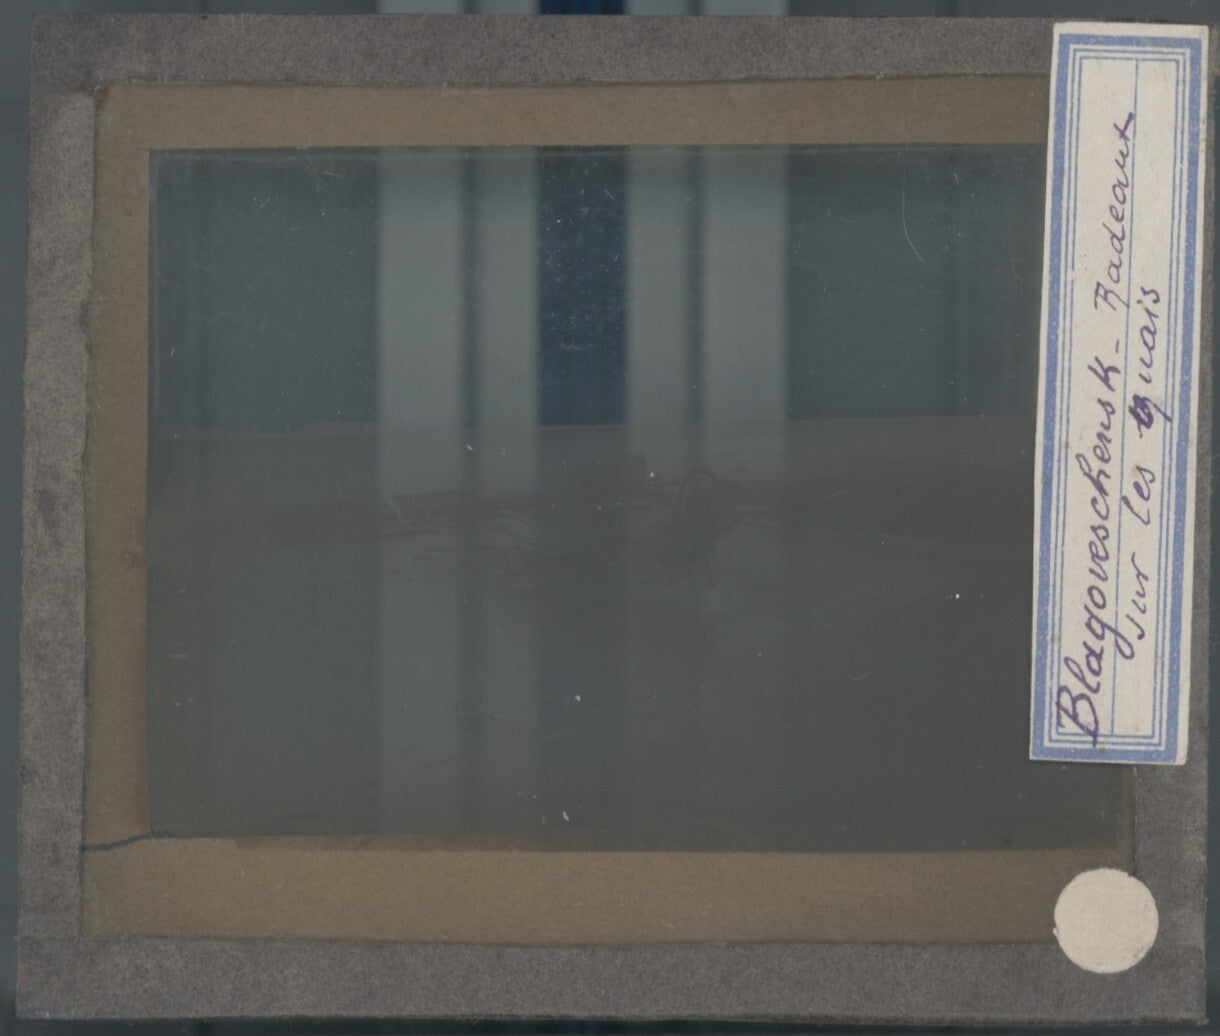 Blagoveschensk - Radeaux
sur les quais